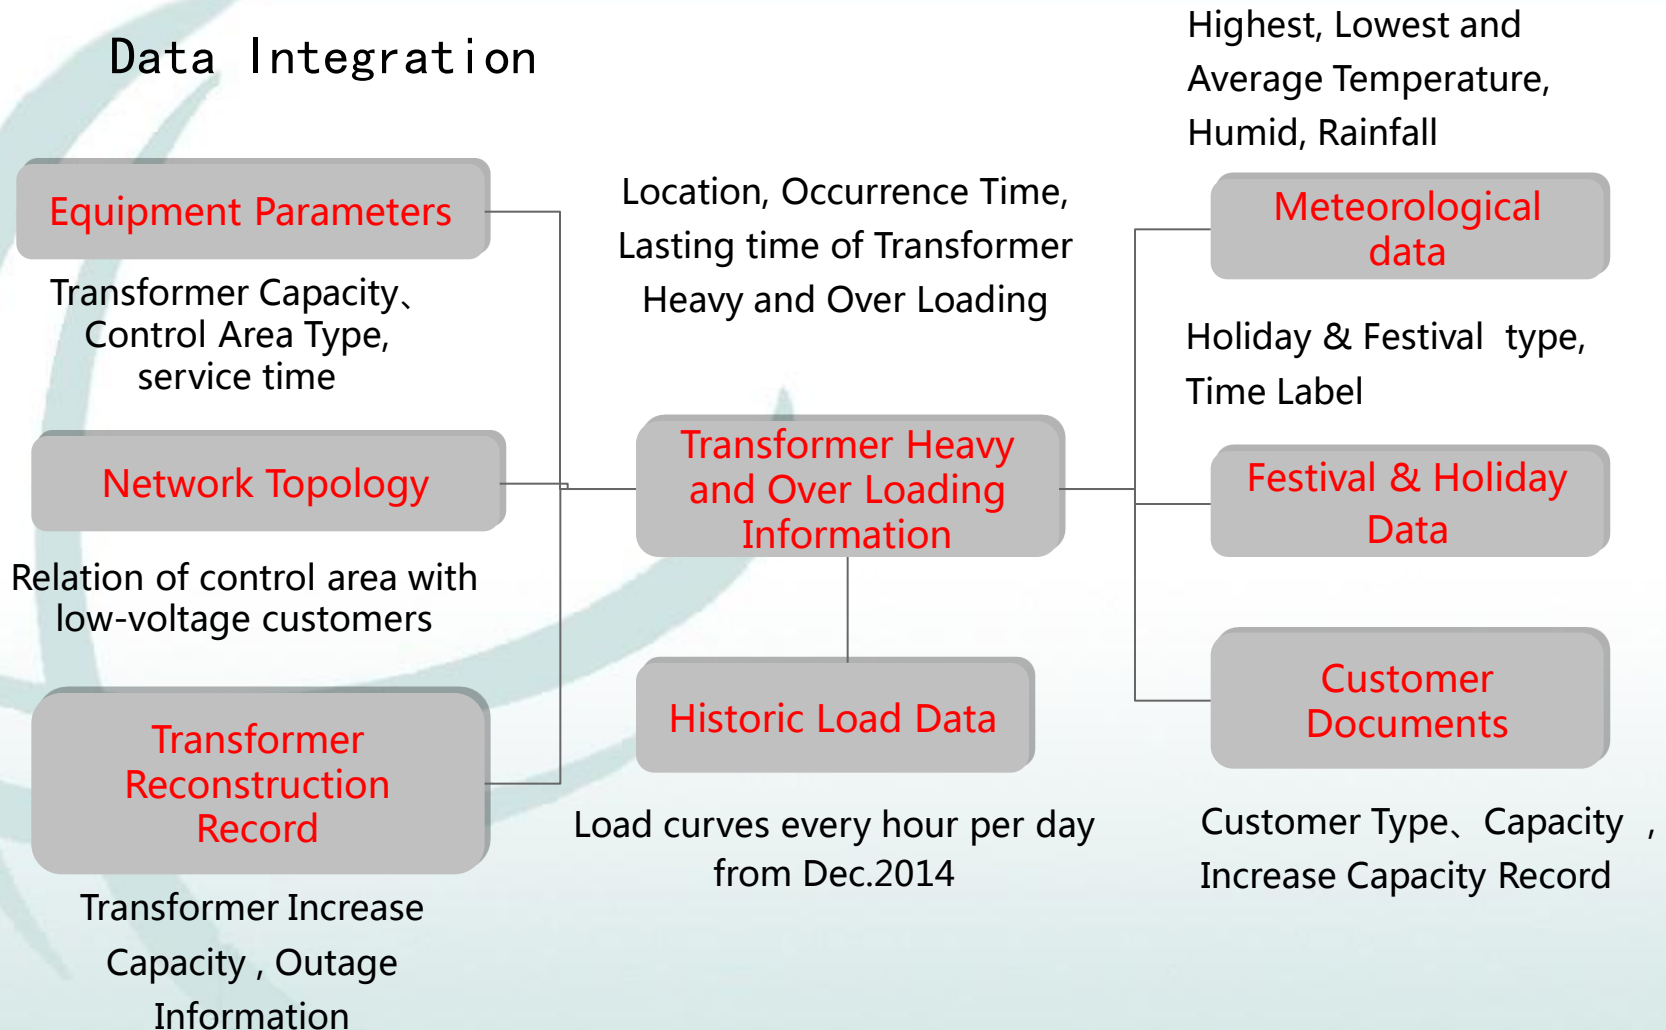 Data Integration
Equipment Parameters
Transformer Capacity、
Control Area Type,
service time
Network Topology
Relation of control area with
low-voltage customers
Transformer
Reconstruction
Record
Transformer Increase
Capacity , Outage
Information
Location, Occurrence Time,
Lasting time of Transformer
Heavy and Over Loading
Transformer Heavy
and Over Loading
Information
Historic Load Data
Load curves every hour per day
from Dec.2014
Highest, Lowest and
Average Temperature,
Humid, Rainfall
Meteorological
data
Holiday & Festival type,
Time Label
Festival & Holiday
Data
Customer
Documents
Customer Type、Capacity ,
Increase Capacity Record